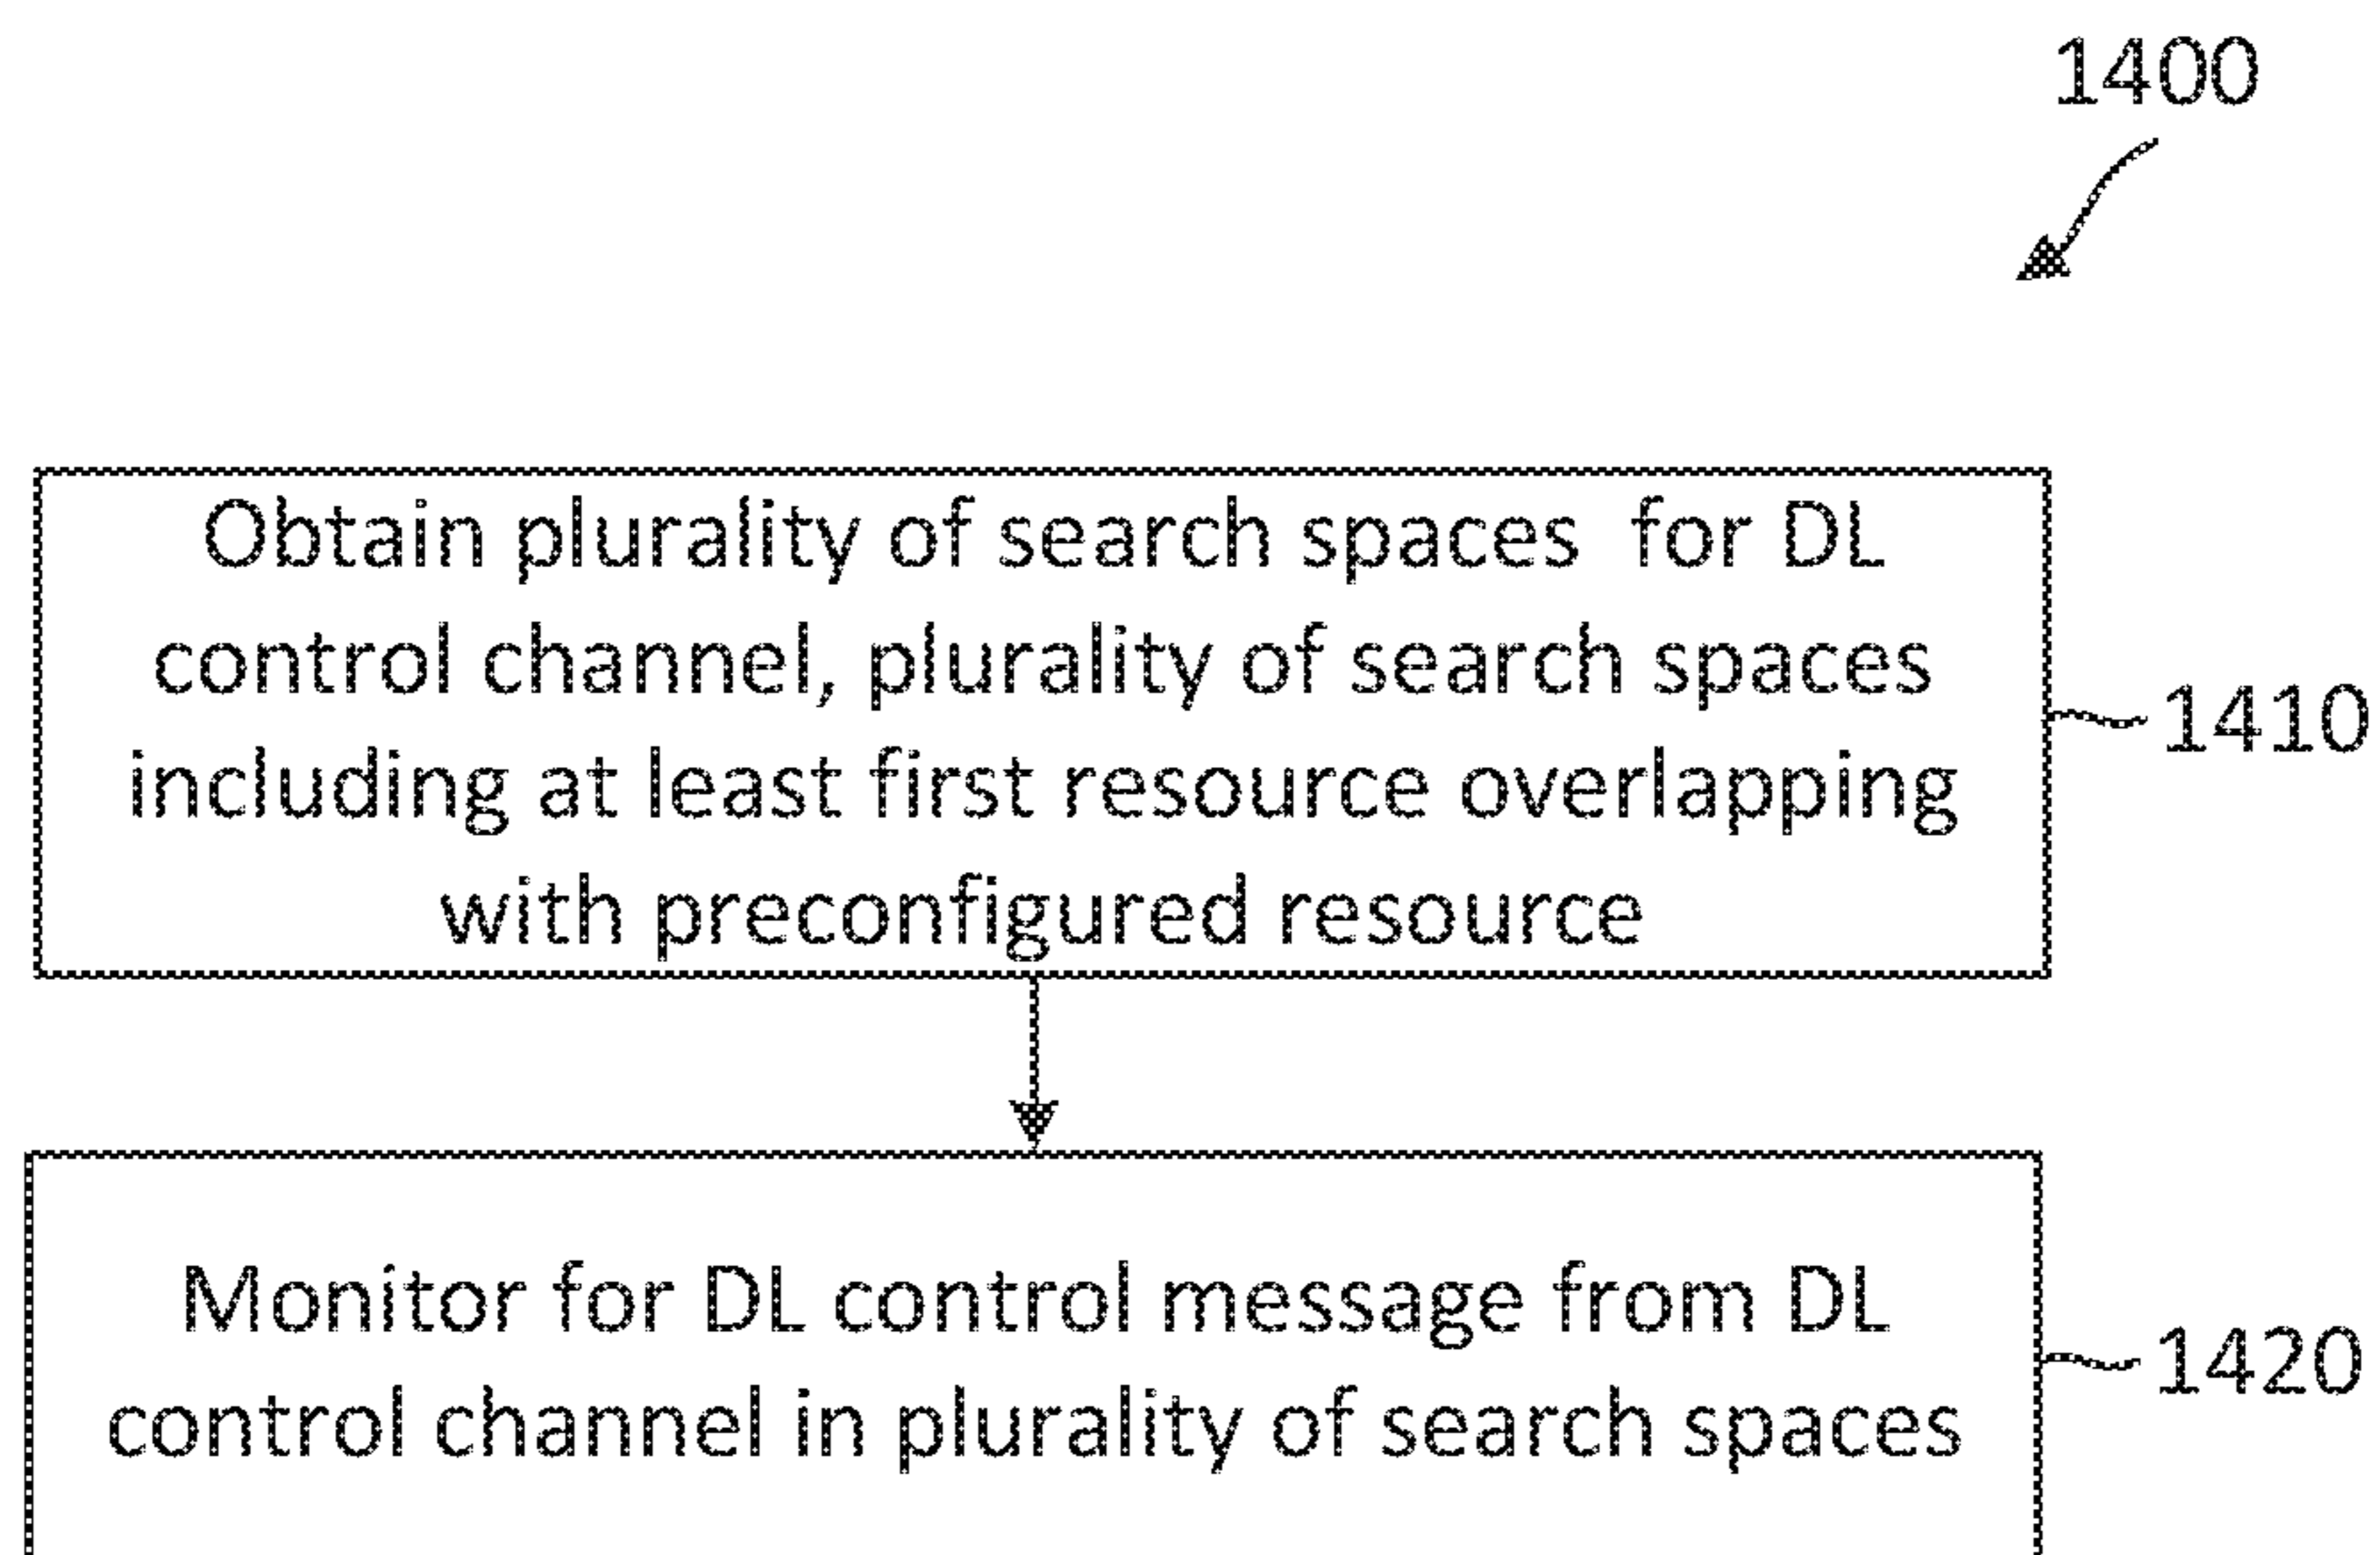 1400
Obtain plurality of search spaces for DL
control channel, plurality of search spaces
including at least first resource overlapping
with preconfigured resource
1410
Monitor for DL control message from DL
control channel in plurality of search spaces
1420